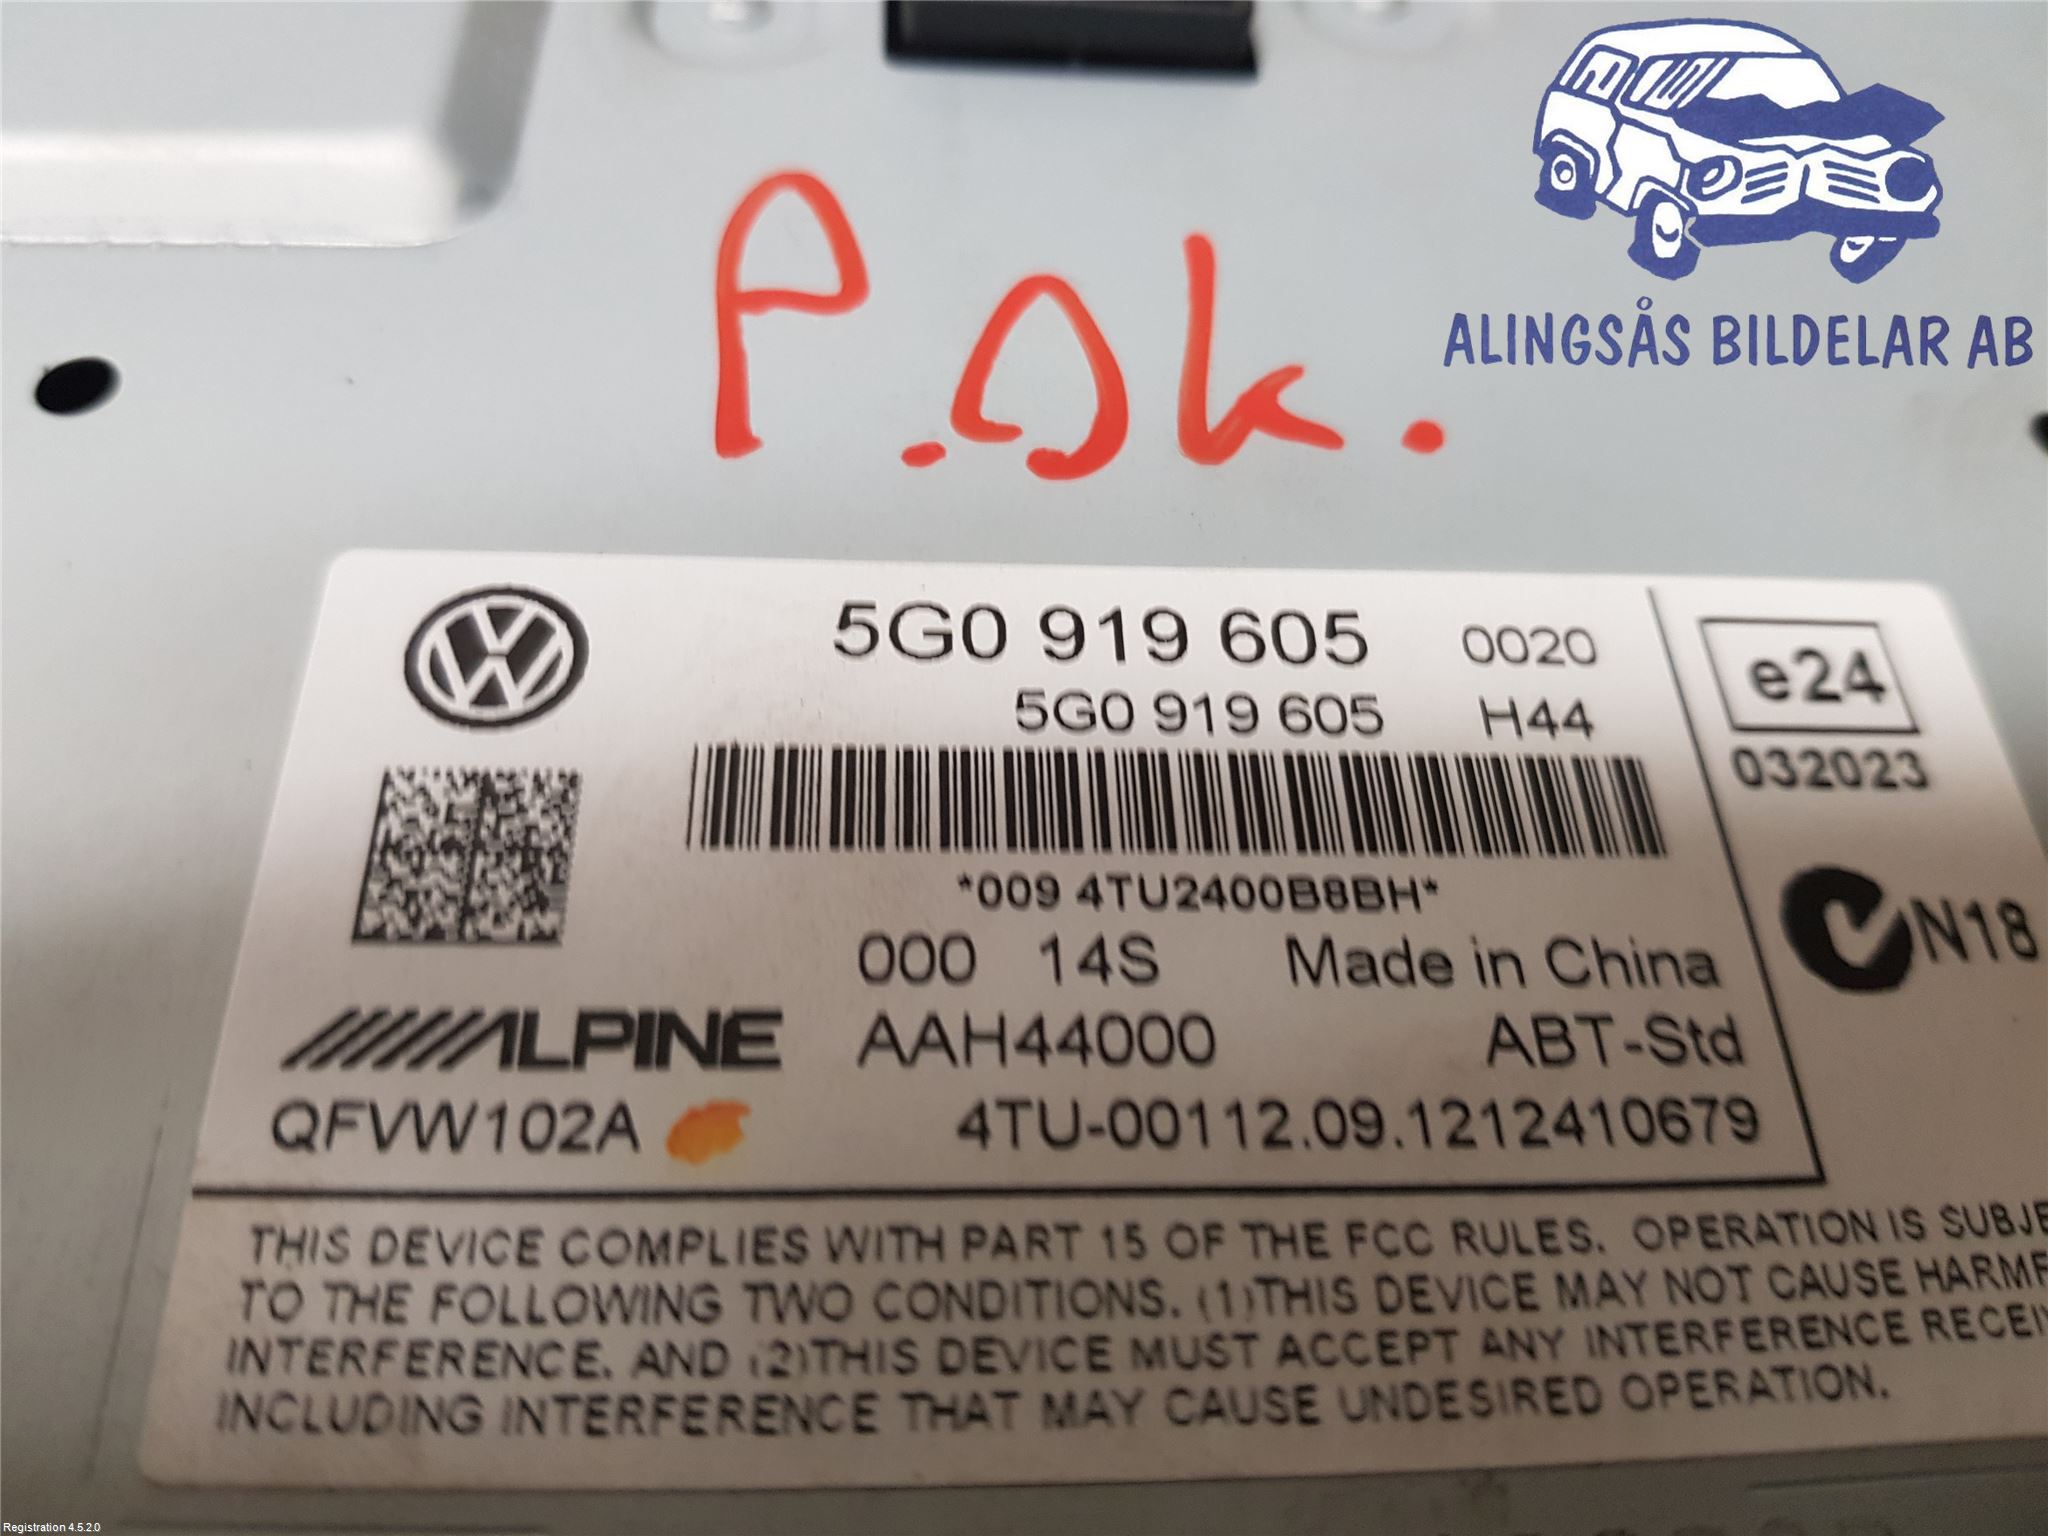 ALINGSÅS BILDELAR AB
P.Ok.
5G0 919 605 0020
5G0 919 605 H44
e24
032023
*009 4TU2400B8BH*
N18
000 14S Made in China
ALPINE AAH44000 ABT-Std
QFVW102A 4TU-00112.09.1212410679
THIS DEVICE COMPLIES WITH PART 15 OF THE FCC RULES. OPERATION IS SUBJE
TO THE FOLLOWING TWO CONDITIONS. (1)THIS DEVICE MAY NOT CAUSE HARMF
INTERFERENCE. AND (2)THIS DEVICE MUST ACCEPT ANY INTERFERENCE RECEI
INCLUDING INTERFERENCE THAT MAY CAUSE UNDESIRED OPERATION.
Registration 4.5.2.0